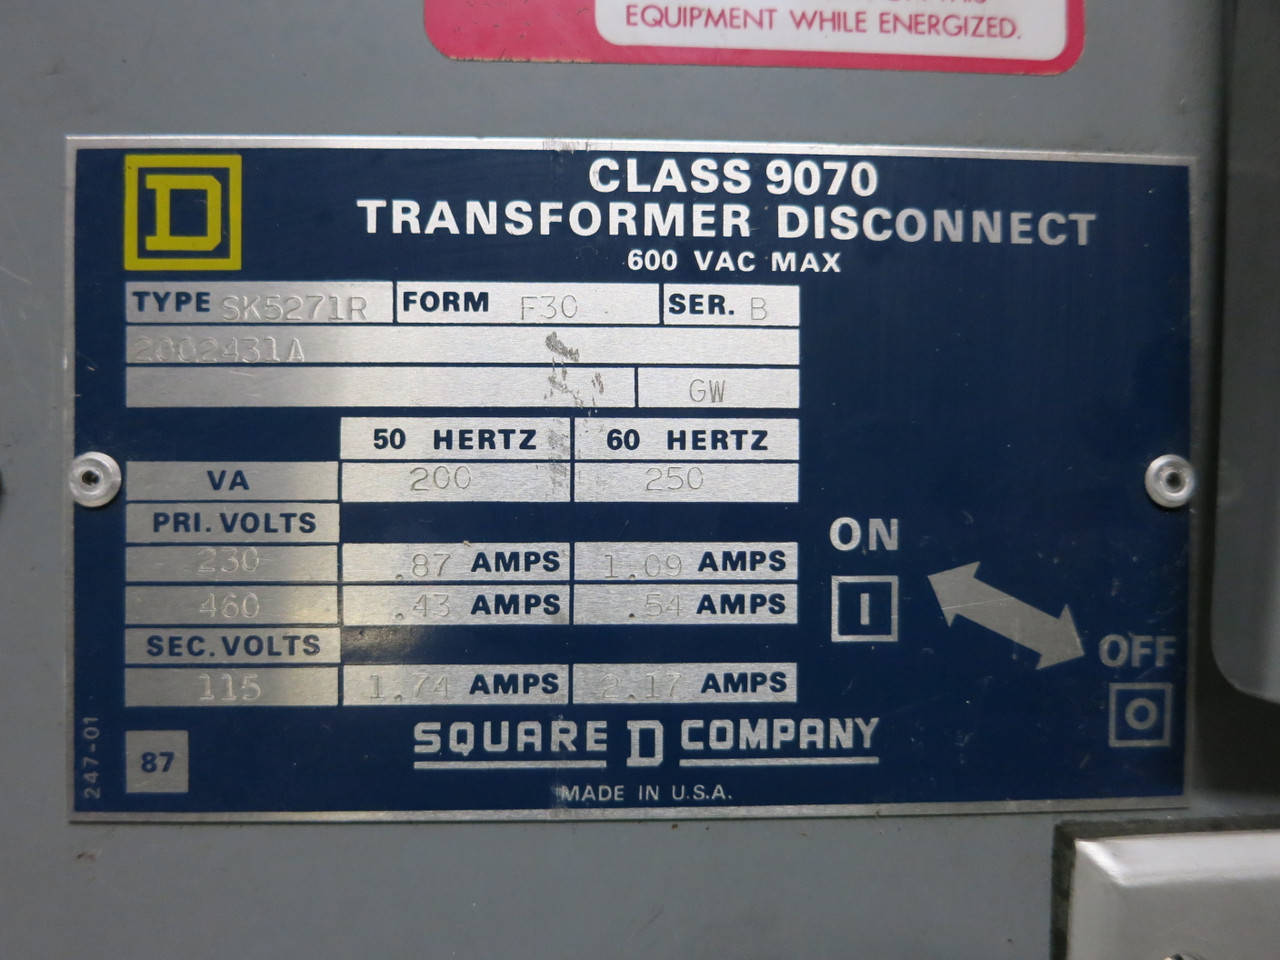 EQUIPMENT WHILE ENERGIZED.
D
CLASS 9070
TRANSFORMER DISCONNECT
600 VAC MAX
TYPE SK5271R FORM F30 SER. B
2002431A
GW
50 HERTZ 60 HERTZ
VA 200 250
PRI. VOLTS
230 .87 AMPS 1.09 AMPS
460 .43 AMPS .54 AMPS
SEC. VOLTS
115 1.74 AMPS 2.17 AMPS
ON
I
OFF
O
SQUARE D COMPANY
MADE IN U.S.A.
87
247-01